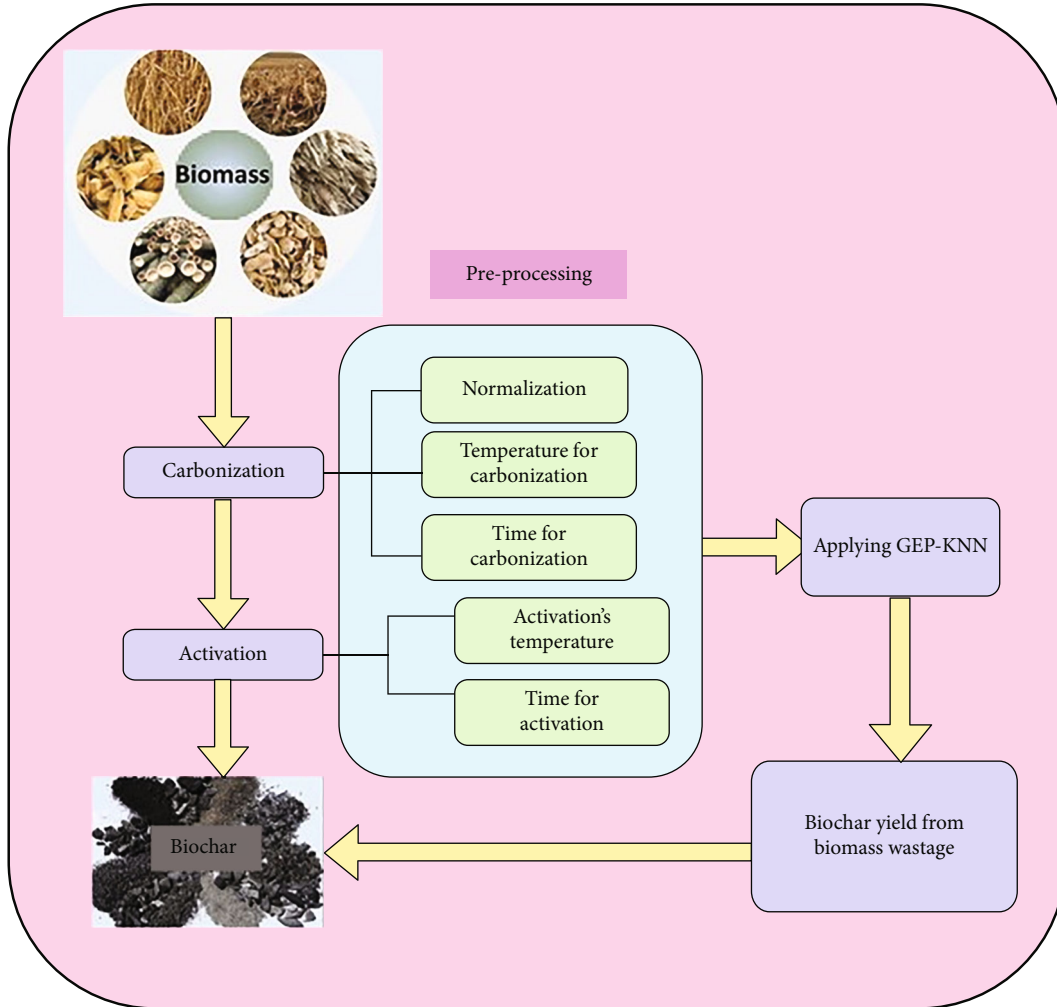 Biomass
Pre-processing
Normalization
Temperature for
carbonization
Carbonization
Time for
carbonization
Applying GEP-KNN
Activation's
temperature
Activation
Time for
activation
Biochar
Biochar yield from
biomass wastage